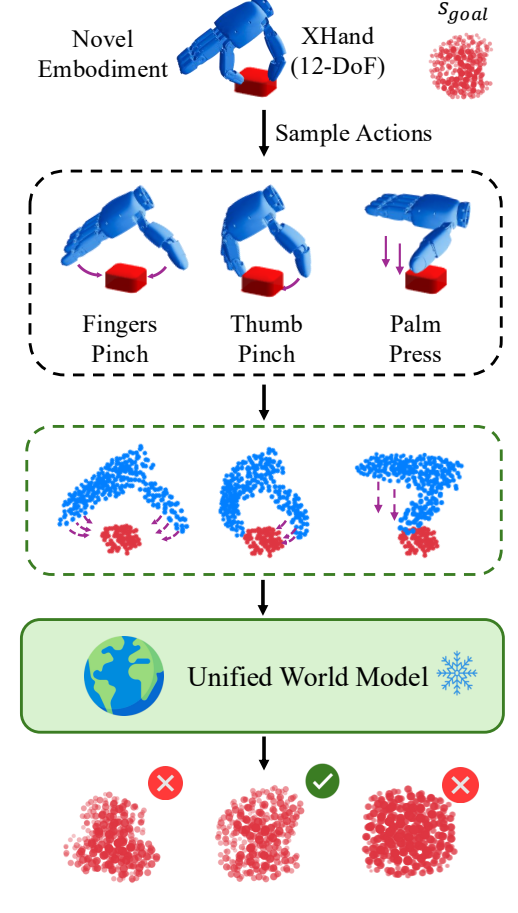 Novel
Embodiment
XHand
(12-DoF)
s_goal
Sample Actions
Fingers
Pinch
Thumb
Pinch
Palm
Press
Unified World Model